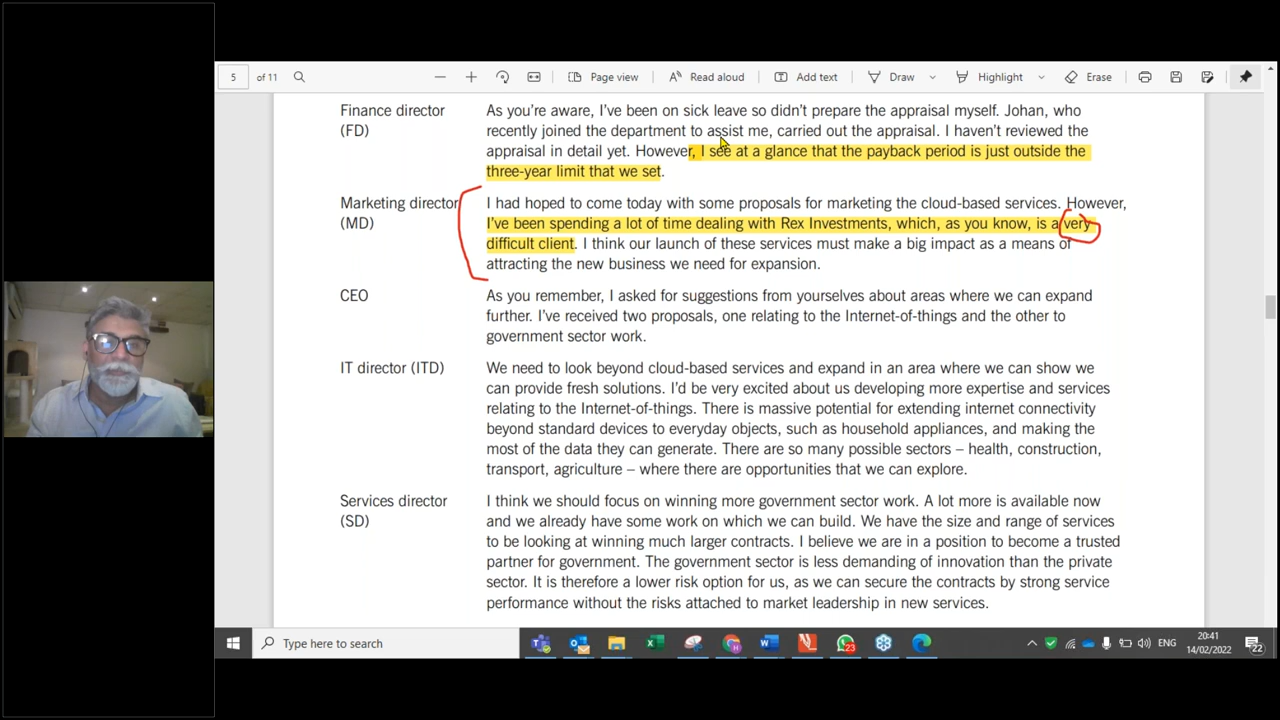 5 of 11 Page view Read aloud Add text Draw Highlight Erase
Finance director As you're aware, I've been on sick leave so didn't prepare the appraisal myself. Johan, who
(FD) recently joined the department to assist me, carried out the appraisal. I haven't reviewed the
appraisal in detail yet. However, I see at a glance that the payback period is just outside the
three-year limit that we set.
Marketing director I had hoped to come today with some proposals for marketing the cloud-based services. However,
(MD) I've been spending a lot of time dealing with Rex Investments, which, as you know, is a very
difficult client. I think our launch of these services must make a big impact as a means of
attracting the new business we need for expansion.
CEO As you remember, I asked for suggestions from yourselves about areas where we can expand
further. I've received two proposals, one relating to the Internet-of-things and the other to
government sector work.
IT director (ITD) We need to look beyond cloud-based services and expand in an area where we can show we
can provide fresh solutions. I'd be very excited about us developing more expertise and services
relating to the Internet-of-things. There is massive potential for extending internet connectivity
beyond standard devices to everyday objects, such as household appliances, and making the
most of the data they can generate. There are so many possible sectors – health, construction,
transport, agriculture – where there are opportunities that we can explore.
Services director I think we should focus on winning more government sector work. A lot more is available now
(SD) and we already have some work on which we can build. We have the size and range of services
to be looking at winning much larger contracts. I believe we are in a position to become a trusted
partner for government. The government sector is less demanding of innovation than the private
sector. It is therefore a lower risk option for us, as we can secure the contracts by strong service
performance without the risks attached to market leadership in new services.
Type here to search 23 ENG 20:41
14/02/2022 22